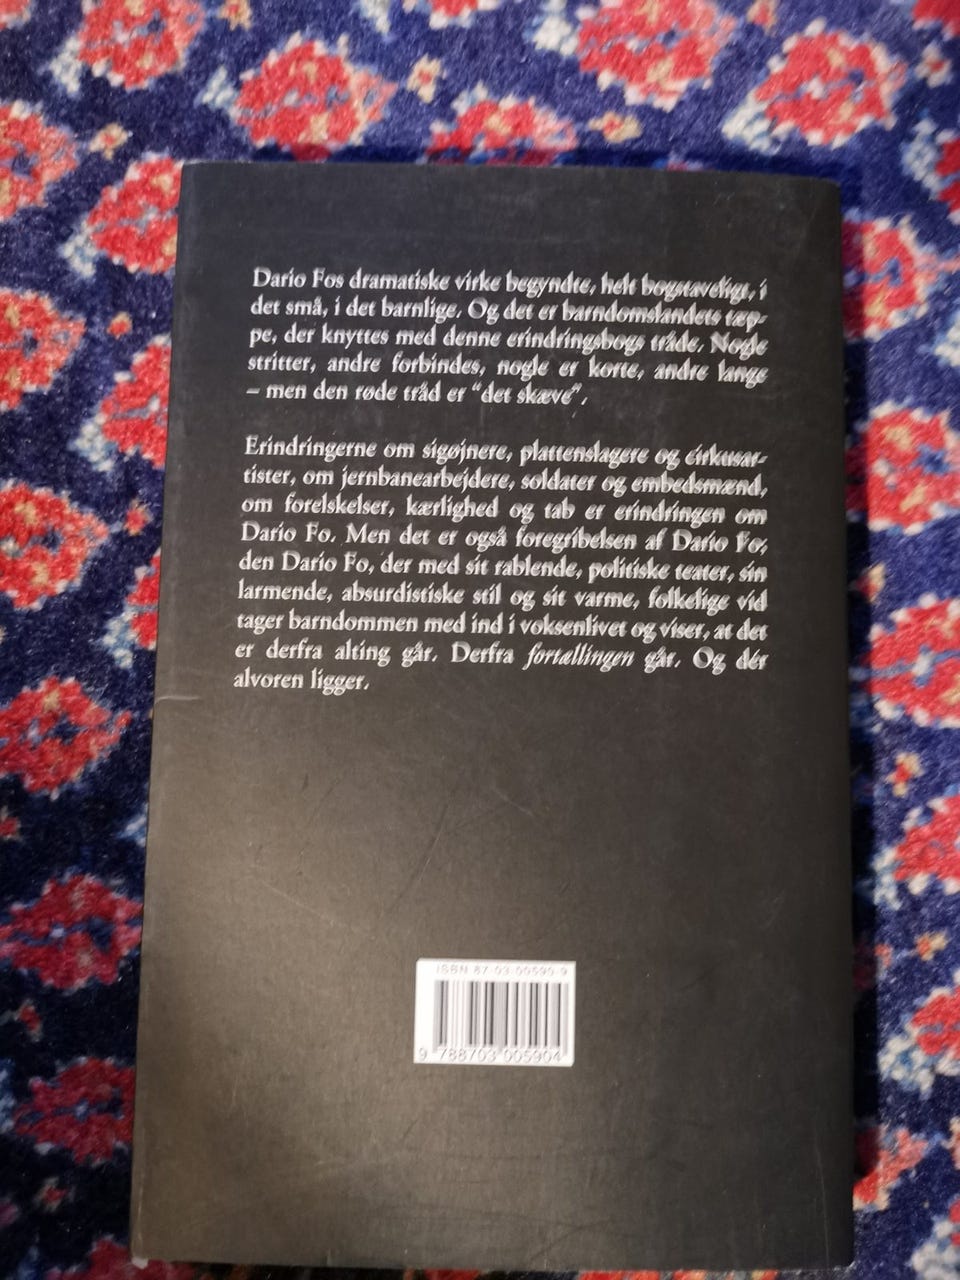 Dario Fos dramatiske virke begyndte, helt bogstaveligt, i
det små, i det barnlige. Og det er barndomslandets tæp-
pe, der knyttes med denne erindringsbogs tråde. Nogle
stritter, andre forbindes, nogle er korte, andre lange
– men den røde tråd er "det skæve".
Erindringerne om sigøjnere, plattenslagere og cirkusar-
tister, om jernbanearbejdere, soldater og embedsmænd,
om forelskelser, kærlighed og tab er erindringen om
Dario Fo. Men det er også foregribelsen af Dario Fo,
den Dario Fo, der med sit rablende, politiske teater, sin
larmende, absurdistiske stil og sit varme, folkelige vid
tager barndommen med ind i voksenlivet og viser, at det
er derfra alting går. Derfra fortællingen går. Og dér
alvoren ligger.
ISBN 87-03-00590-9
9 788703 005904